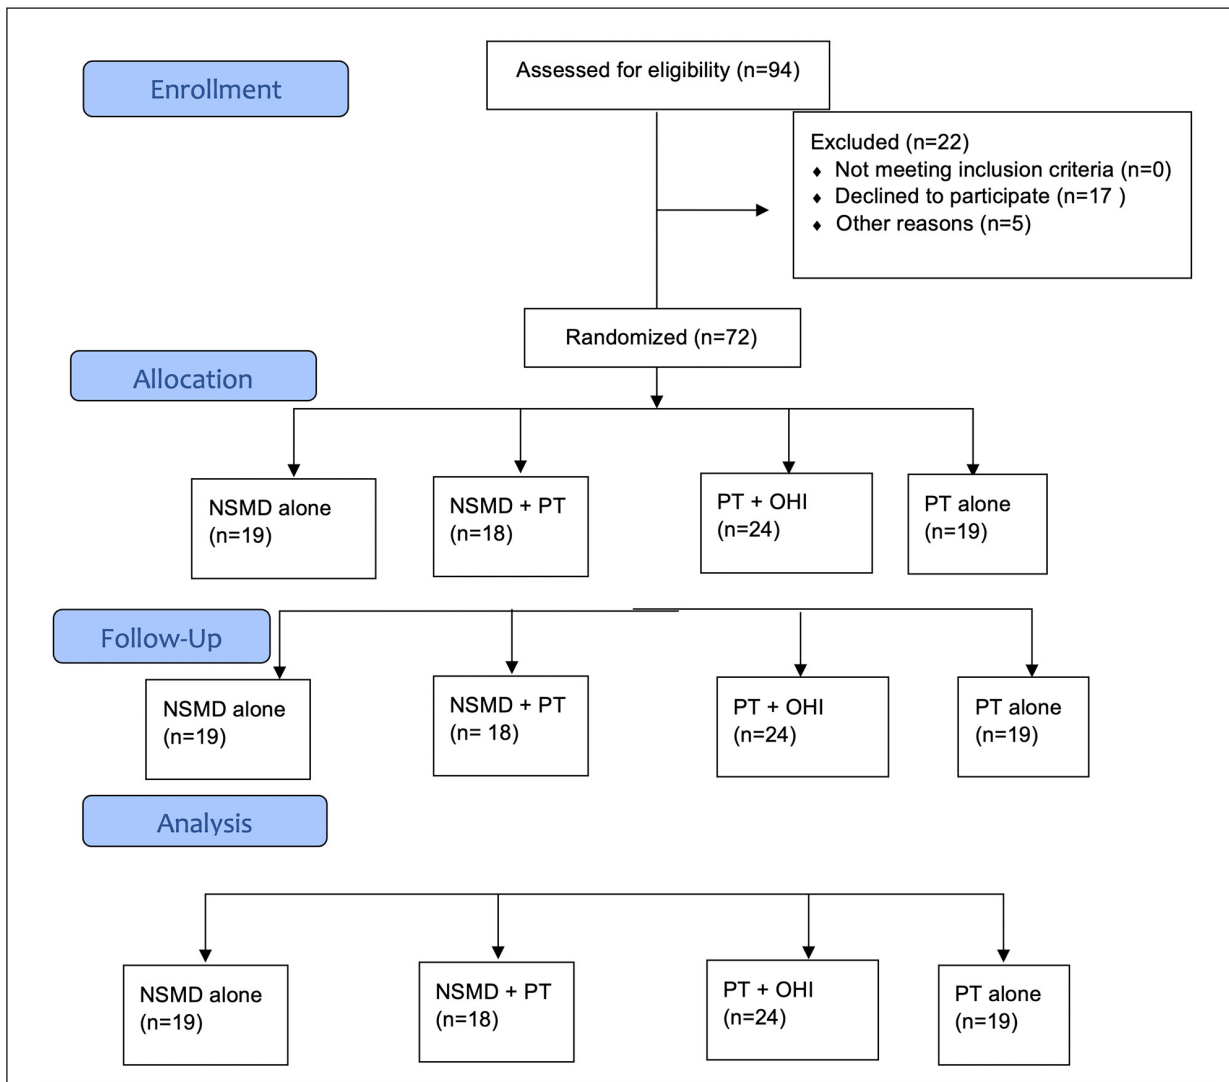 Enrollment
Assessed for eligibility (n=94)
Excluded (n=22)
♦ Not meeting inclusion criteria (n=0)
♦ Declined to participate (n=17 )
♦ Other reasons (n=5)
Randomized (n=72)
Allocation
NSMD alone
(n=19)
NSMD + PT
(n=18)
PT + OHI
(n=24)
PT alone
(n=19)
Follow-Up
NSMD alone
(n=19)
NSMD + PT
(n= 18)
PT + OHI
(n=24)
PT alone
(n=19)
Analysis
NSMD alone
(n=19)
NSMD + PT
(n=18)
PT + OHI
(n=24)
PT alone
(n=19)